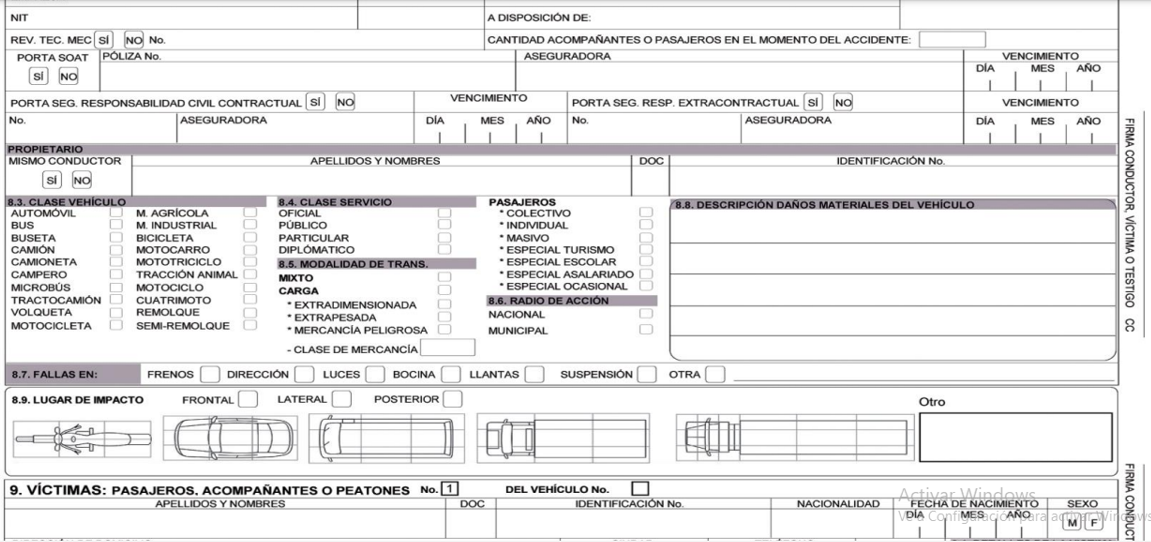 NIT A DISPOSICIÓN DE:
REV. TEC. MEC SÍ NO No. CANTIDAD ACOMPAÑANTES O PASAJEROS EN EL MOMENTO DEL ACCIDENTE:
PORTA SOAT PÓLIZA No. ASEGURADORA VENCIMIENTO
SÍ NO DÍA MES AÑO
PORTA SEG. RESPONSABILIDAD CIVIL CONTRACTUAL SÍ NO VENCIMIENTO PORTA SEG. RESP. EXTRACONTRACTUAL SÍ NO VENCIMIENTO
No. ASEGURADORA DÍA MES AÑO No. ASEGURADORA DÍA MES AÑO
PROPIETARIO
MISMO CONDUCTOR APELLIDOS Y NOMBRES DOC IDENTIFICACIÓN No.
SÍ NO
8.3. CLASE VEHÍCULO
AUTOMÓVIL
BUS
BUSETA
CAMIÓN
CAMIONETA
CAMPERO
MICROBÚS
TRACTOCAMIÓN
VOLQUETA
MOTOCICLETA
M. AGRÍCOLA
M. INDUSTRIAL
BICICLETA
MOTOCARRO
MOTOTRICICLO
TRACCIÓN ANIMAL
MOTOCICLO
CUATRIMOTO
REMOLQUE
SEMI-REMOLQUE
8.4. CLASE SERVICIO
OFICIAL
PÚBLICO
PARTICULAR
DIPLÓMATICO
8.5. MODALIDAD DE TRANS.
MIXTO
CARGA
* EXTRADIMENSIONADA
* EXTRAPESADA
* MERCANCÍA PELIGROSA
- CLASE DE MERCANCÍA
PASAJEROS
* COLECTIVO
* INDIVIDUAL
* MASIVO
* ESPECIAL TURISMO
* ESPECIAL ESCOLAR
* ESPECIAL ASALARIADO
* ESPECIAL OCASIONAL
8.6. RADIO DE ACCIÓN
NACIONAL
MUNICIPAL
8.8. DESCRIPCIÓN DAÑOS MATERIALES DEL VEHÍCULO
8.7. FALLAS EN: FRENOS DIRECCIÓN LUCES BOCINA LLANTAS SUSPENSIÓN OTRA
8.9. LUGAR DE IMPACTO FRONTAL LATERAL POSTERIOR Otro
9. VÍCTIMAS: PASAJEROS, ACOMPAÑANTES O PEATONES No. 1 DEL VEHÍCULO No.
APELLIDOS Y NOMBRES DOC IDENTIFICACIÓN No. NACIONALIDAD FECHA DE NACIMIENTO SEXO
DÍA MES AÑO M F
FIRMA CONDUCTOR, VÍCTIMA O TESTIGO CC
FIRMA CONDUCT
Activar Windows
Ve a Configuración para activar Windows